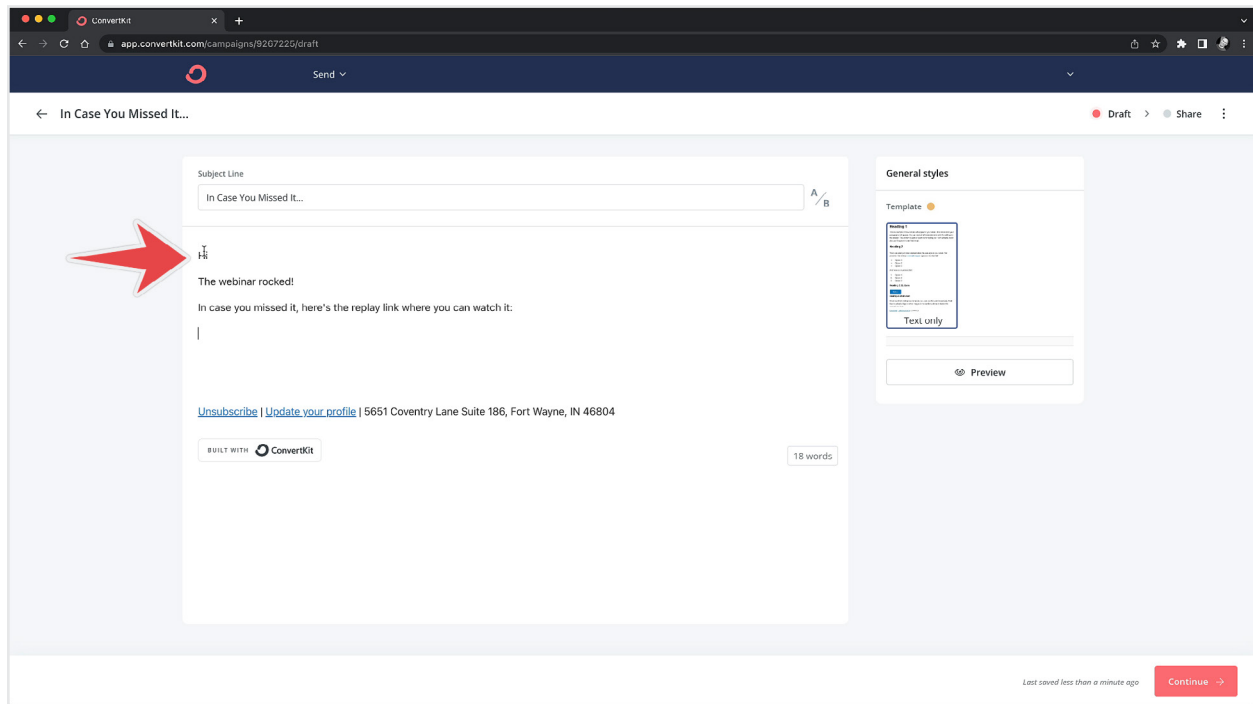 ConvertKit
app.convertkit.com/campaigns/9267225/draft
Send
In Case You Missed It...
Draft > Share
Subject Line
In Case You Missed It...
A/B
Hi
The webinar rocked!
In case you missed it, here's the replay link where you can watch it:
Unsubscribe | Update your profile | 5651 Coventry Lane Suite 186, Fort Wayne, IN 46804
BUILT WITH ConvertKit
18 words
General styles
Template
Heading 1
Text only
Preview
Last saved less than a minute ago
Continue